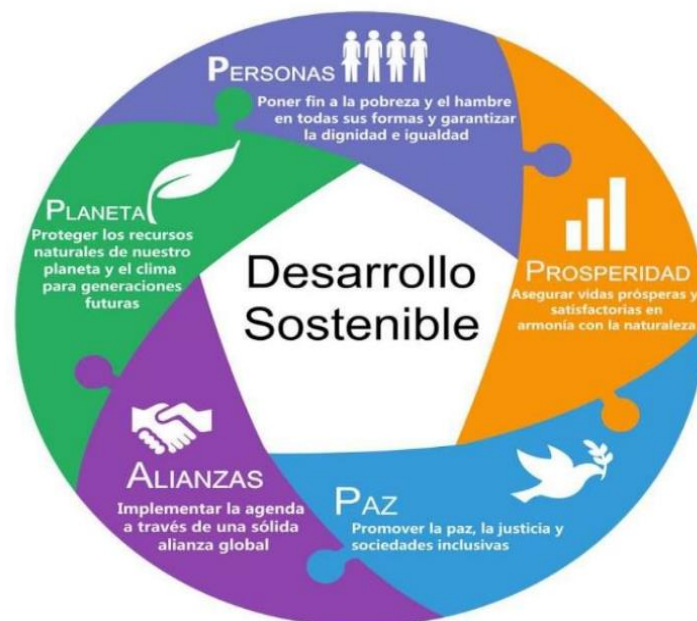 PERSONAS
Poner fin a la pobreza y el hambre
en todas sus formas y garantizar
la dignidad e igualdad
PLANETA
Proteger los recursos
naturales de nuestro
planeta y el clima
para generaciones
futuras
Desarrollo
Sostenible
PROSPERIDAD
Asegurar vidas prósperas y
satisfactorias en
armonía con la naturaleza
ALIANZAS
Implementar la agenda
a través de una sólida
alianza global
PAZ
Promover la paz, la justicia y
sociedades inclusivas